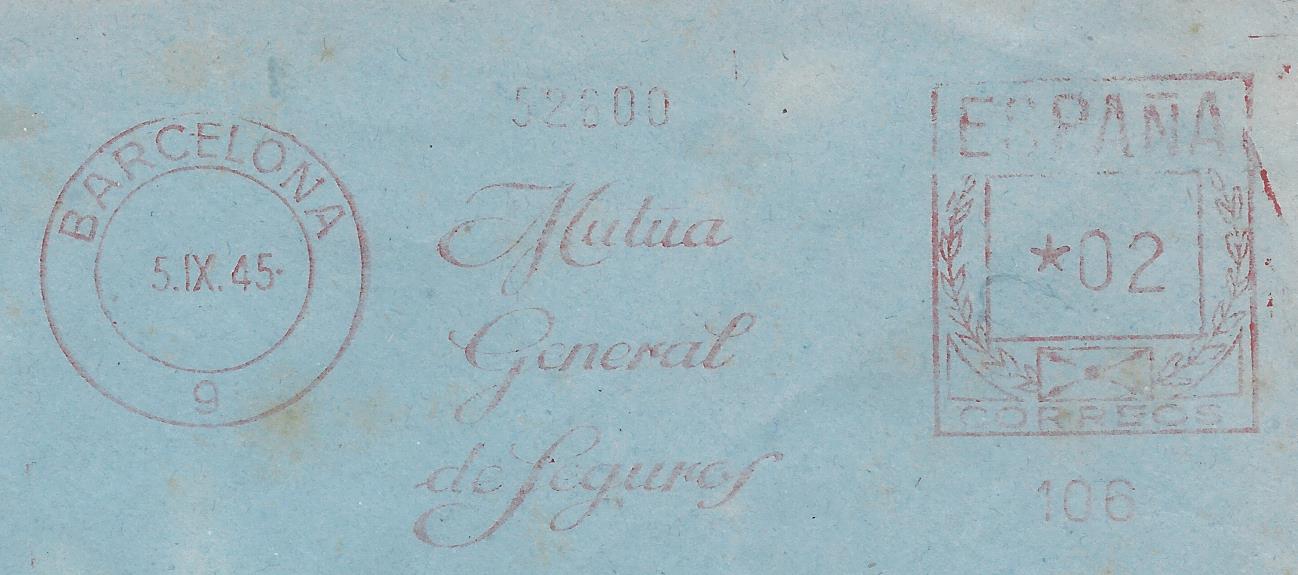 BARCELONA
5.IX.45
9
52600
Mutua
General
de Seguros
ESPAÑA
*02
CORREOS
106